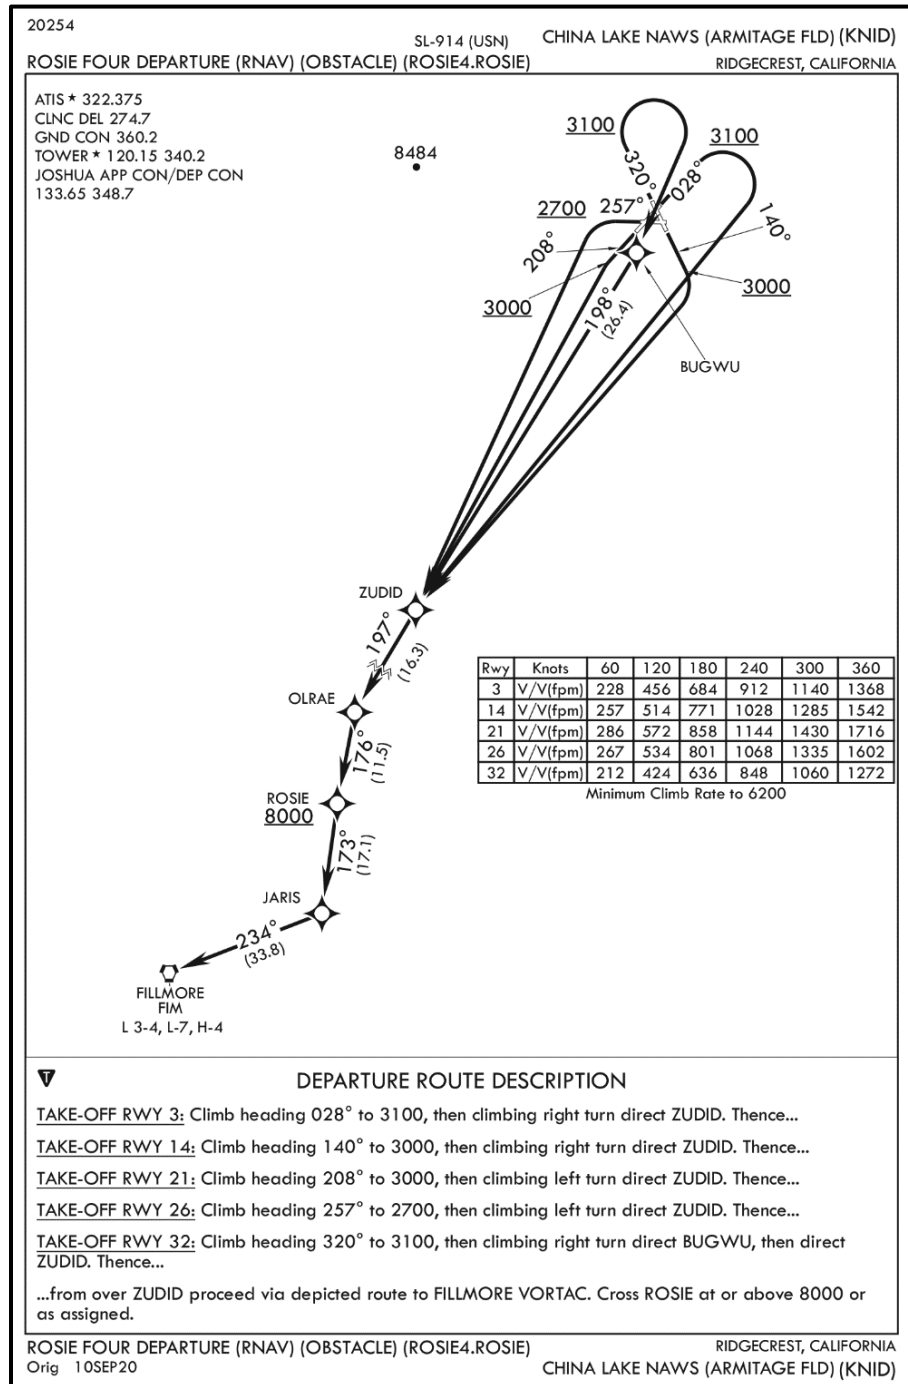 20254
SL-914 (USN)
CHINA LAKE NAWS (ARMITAGE FLD) (KNID)
ROSIE FOUR DEPARTURE (RNAV) (OBSTACLE) (ROSIE4.ROSIE)
RIDGECREST, CALIFORNIA
ATIS ★ 322.375
CLNC DEL 274.7
GND CON 360.2
TOWER ★ 120.15 340.2
JOSHUA APP CON/DEP CON
133.65 348.7
8484
3100
3100
320°
028°
2700
257°
140°
208°
3000
3000
198°
(26.4)
BUGWU
ZUDID
197°
(16.3)
OLRAE
176°
(11.5)
ROSIE
8000
173°
(17.1)
JARIS
234°
(33.8)
FILLMORE
FIM
L 3-4, L-7, H-4
Rwy Knots 60 120 180 240 300 360
3 V/V(fpm) 228 456 684 912 1140 1368
14 V/V(fpm) 257 514 771 1028 1285 1542
21 V/V(fpm) 286 572 858 1144 1430 1716
26 V/V(fpm) 267 534 801 1068 1335 1602
32 V/V(fpm) 212 424 636 848 1060 1272
Minimum Climb Rate to 6200
T
DEPARTURE ROUTE DESCRIPTION
TAKE-OFF RWY 3: Climb heading 028° to 3100, then climbing right turn direct ZUDID. Thence...
TAKE-OFF RWY 14: Climb heading 140° to 3000, then climbing right turn direct ZUDID. Thence...
TAKE-OFF RWY 21: Climb heading 208° to 3000, then climbing left turn direct ZUDID. Thence...
TAKE-OFF RWY 26: Climb heading 257° to 2700, then climbing left turn direct ZUDID. Thence...
TAKE-OFF RWY 32: Climb heading 320° to 3100, then climbing right turn direct BUGWU, then direct
ZUDID. Thence...
...from over ZUDID proceed via depicted route to FILLMORE VORTAC. Cross ROSIE at or above 8000 or
as assigned.
ROSIE FOUR DEPARTURE (RNAV) (OBSTACLE) (ROSIE4.ROSIE)
RIDGECREST, CALIFORNIA
Orig 10SEP20
CHINA LAKE NAWS (ARMITAGE FLD) (KNID)